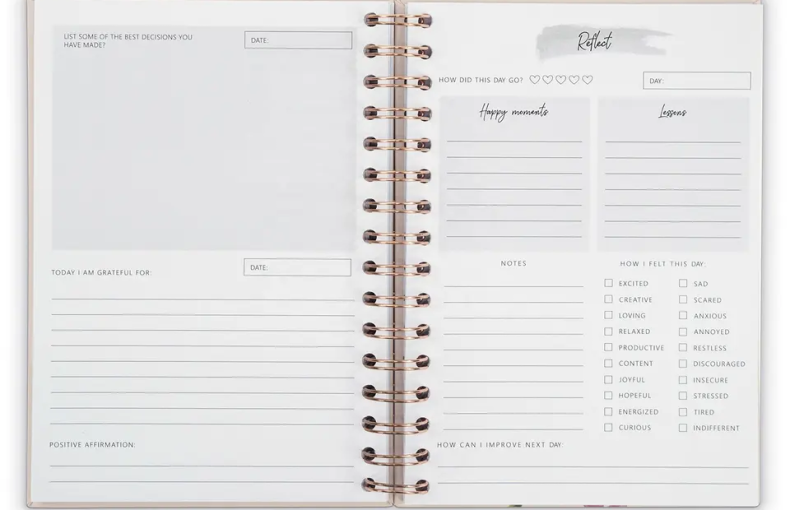 LIST SOME OF THE BEST DECISIONS YOU
HAVE MADE?
DATE:
TODAY I AM GRATEFUL FOR:
DATE:
POSITIVE AFFIRMATION:
Reflect
HOW DID THIS DAY GO?
DAY:
Happy moments
Lessons
NOTES
HOW I FELT THIS DAY:
EXCITED
CREATIVE
LOVING
RELAXED
PRODUCTIVE
CONTENT
JOYFUL
HOPEFUL
ENERGIZED
CURIOUS
SAD
SCARED
ANXIOUS
ANNOYED
RESTLESS
DISCOURAGED
INSECURE
STRESSED
TIRED
INDIFFERENT
HOW CAN I IMPROVE NEXT DAY: